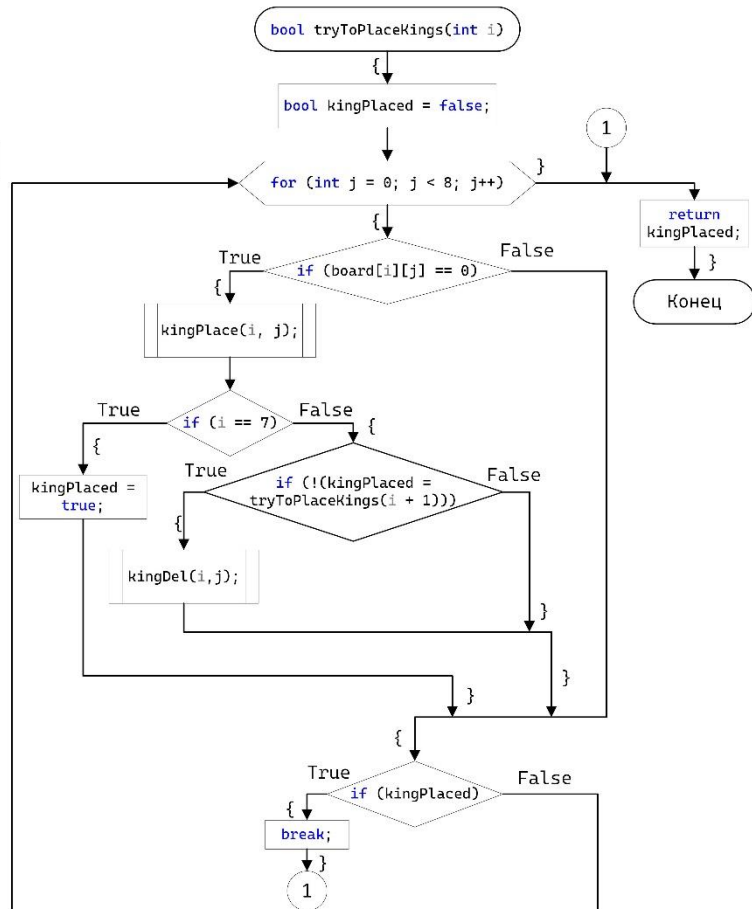 bool tryToPlaceKings(int i)
{
bool kingPlaced = false;
1
for (int j = 0; j < 8; j++)
}
{
return
kingPlaced;
}
Конец
True
False
if (board[i][j] == 0)
{
kingPlace(i, j);
True
False
if (i == 7)
{
{
kingPlaced =
true;
True
False
if (!(kingPlaced =
tryToPlaceKings(i + 1)))
{
kingDel(i,j);
}
}
}
{
True
False
if (kingPlaced)
{
break;
}
1